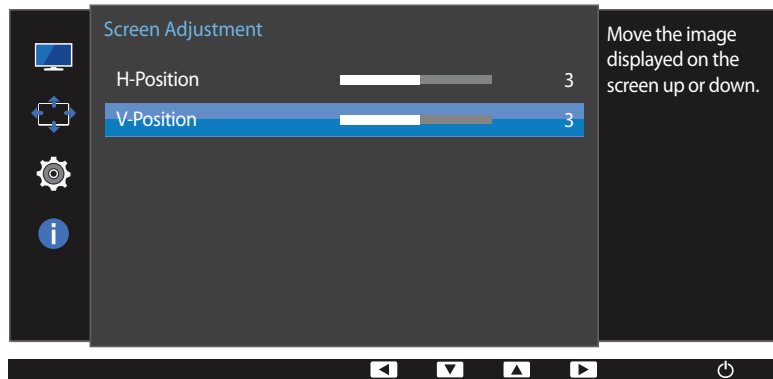 Screen Adjustment
H-Position 3
V-Position 3
Move the image
displayed on the
screen up or down.
i